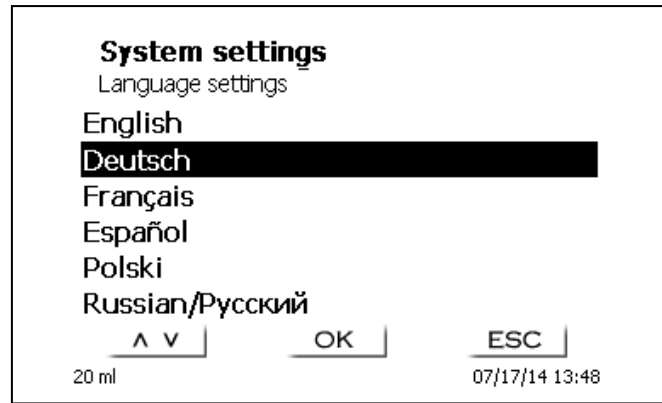 System settings
Language settings
English
Deutsch
Français
Español
Polski
Russian/Русский
∧ ∨ OK ESC
20 ml 07/17/14 13:48